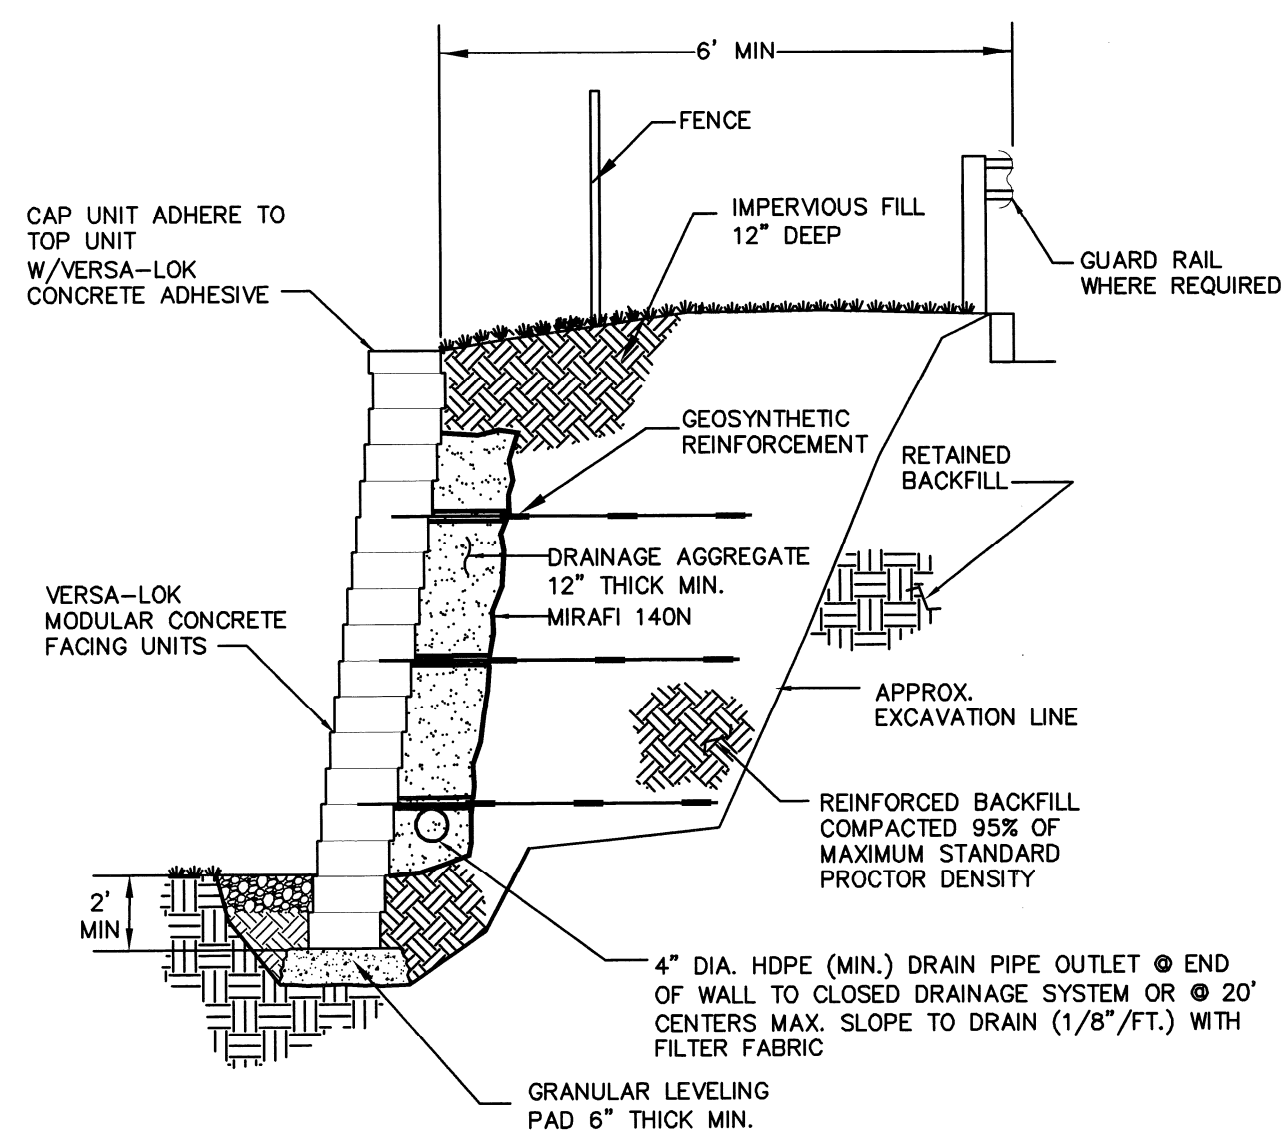 6' MIN
FENCE
CAP UNIT ADHERE TO
TOP UNIT
W/VERSA-LOK
CONCRETE ADHESIVE
IMPERVIOUS FILL
12" DEEP
GUARD RAIL
WHERE REQUIRED
GEOSYNTHETIC
REINFORCEMENT
RETAINED
BACKFILL
DRAINAGE AGGREGATE
12" THICK MIN.
MIRAFI 140N
VERSA-LOK
MODULAR CONCRETE
FACING UNITS
APPROX.
EXCAVATION LINE
REINFORCED BACKFILL
COMPACTED 95% OF
MAXIMUM STANDARD
PROCTOR DENSITY
2'
MIN
4" DIA. HDPE (MIN.) DRAIN PIPE OUTLET @ END
OF WALL TO CLOSED DRAINAGE SYSTEM OR @ 20'
CENTERS MAX. SLOPE TO DRAIN (1/8"/FT.) WITH
FILTER FABRIC
GRANULAR LEVELING
PAD 6" THICK MIN.